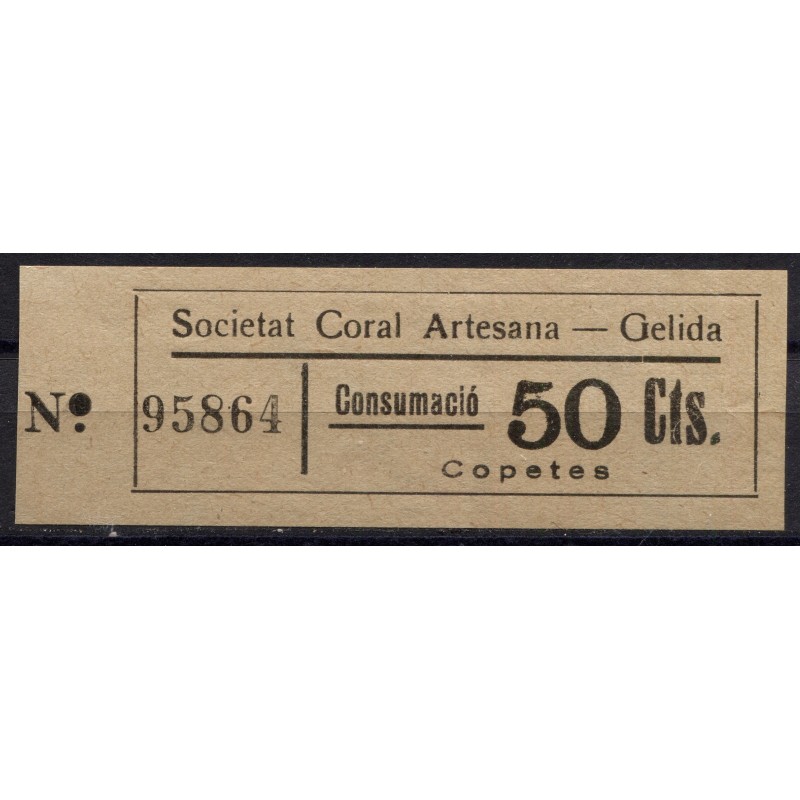 Societat Coral Artesana — Gelida
Nº. 95864
Consumació 50 Cts.
Copetes